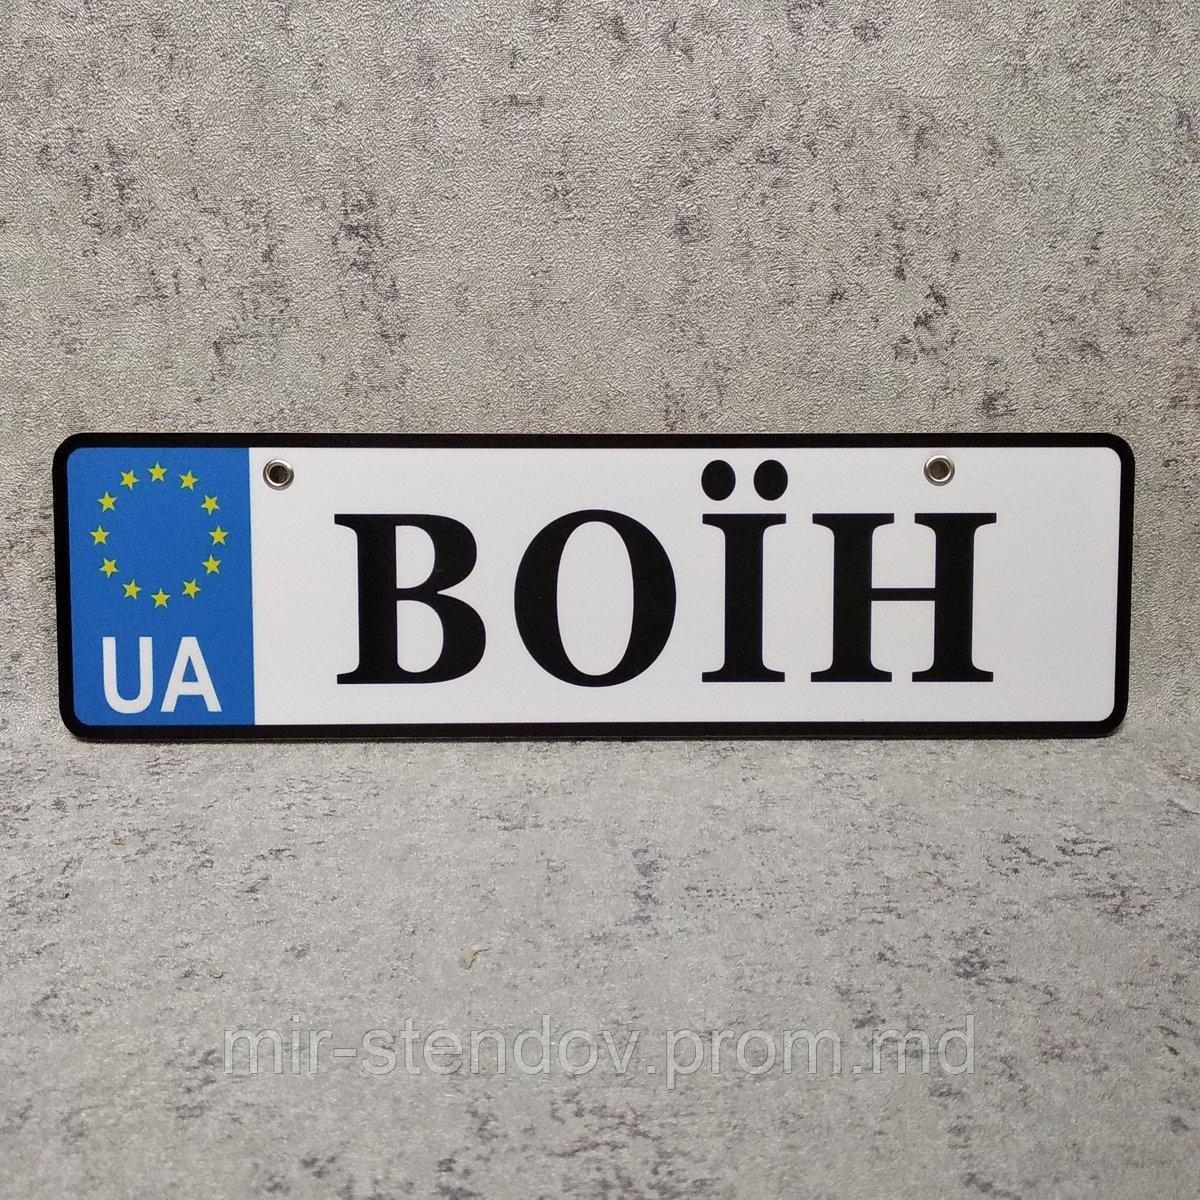 UA ВОЇН
mir-stendov.prom.md